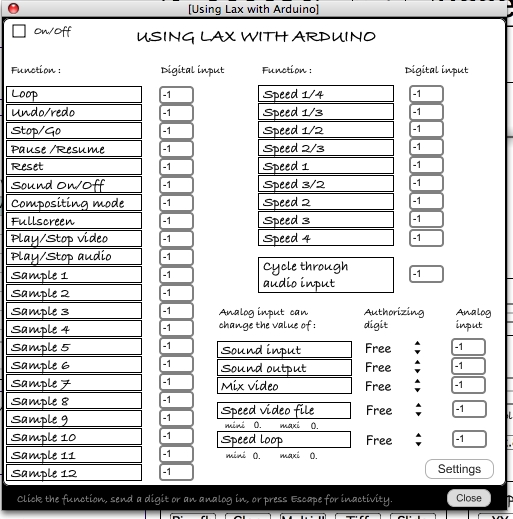 [Using Lax with Arduino]
On/Off
USING LAX WITH ARDUINO
Function : Digital input Function : Digital input
Loop -1 Speed 1/4 -1
Undo/redo -1 Speed 1/3 -1
Stop/Go -1 Speed 1/2 -1
Pause /Resume -1 Speed 2/3 -1
Reset -1 Speed 1 -1
Sound On/Off -1 Speed 3/2 -1
Compositing mode -1 Speed 2 -1
Fullscreen -1 Speed 3 -1
Play/Stop video -1 Speed 4 -1
Play/Stop audio -1
Cycle through
audio input -1
Sample 1 -1
Sample 2 -1
Sample 3 -1
Sample 4 -1
Sample 5 -1
Sample 6 -1
Sample 7 -1
Sample 8 -1
Sample 9 -1
Sample 10 -1
Sample 11 -1
Sample 12 -1
Analog input can Authorizing Analog
change the value of : digit input
Sound input Free -1
Sound output Free -1
Mix video Free -1
Speed video file Free -1
mini 0. maxi 0.
Speed loop Free -1
mini 0. maxi 0.
Settings
Click the function, send a digit or an analog in, or press Escape for inactivity.
Close